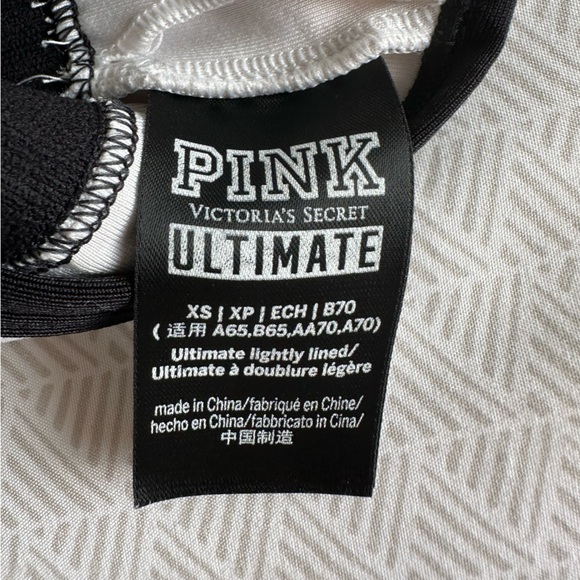 PINK
VICTORIA'S SECRET
ULTIMATE
XS | XP | ECH | B70
( 适用 A65,B65,AA70,A70)
Ultimate lightly lined/
Ultimate à doublure légère
made in China/fabriqué en Chine/
hecho en China/fabbricato in Cina/
中国制造